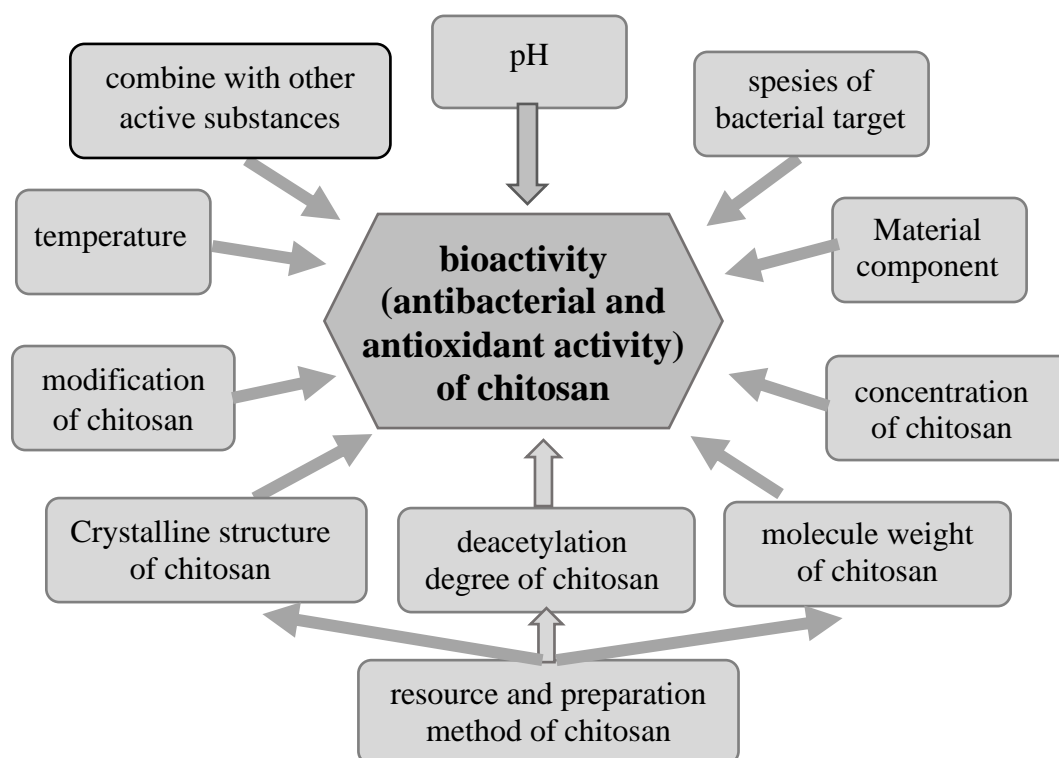 combine with other
active substances
pH
spesies of
bacterial target
temperature
Material
component
bioactivity
(antibacterial and
antioxidant activity)
of chitosan
modification
of chitosan
concentration
of chitosan
Crystalline structure
of chitosan
deacetylation
degree of chitosan
molecule weight
of chitosan
resource and preparation
method of chitosan